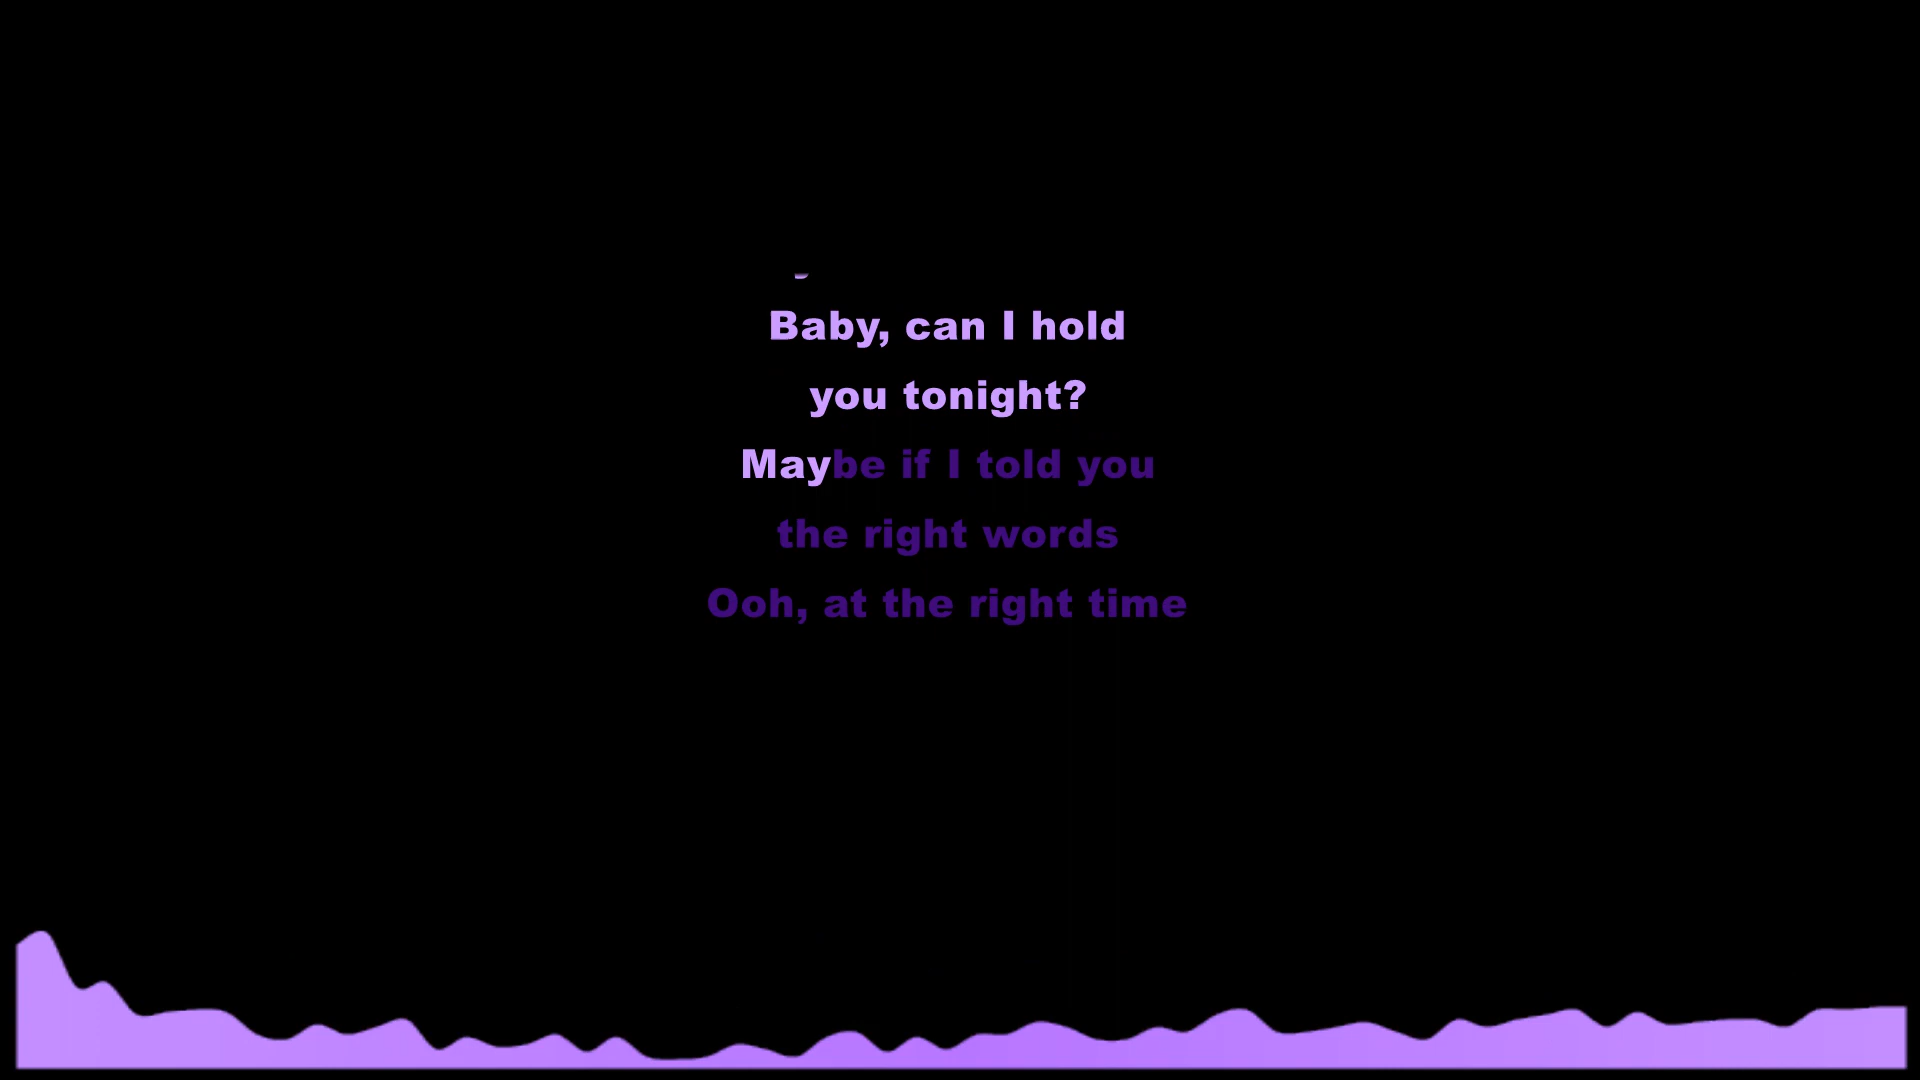 Baby, can I hold
you tonight?
Maybe if I told you
the right words
Ooh, at the right time